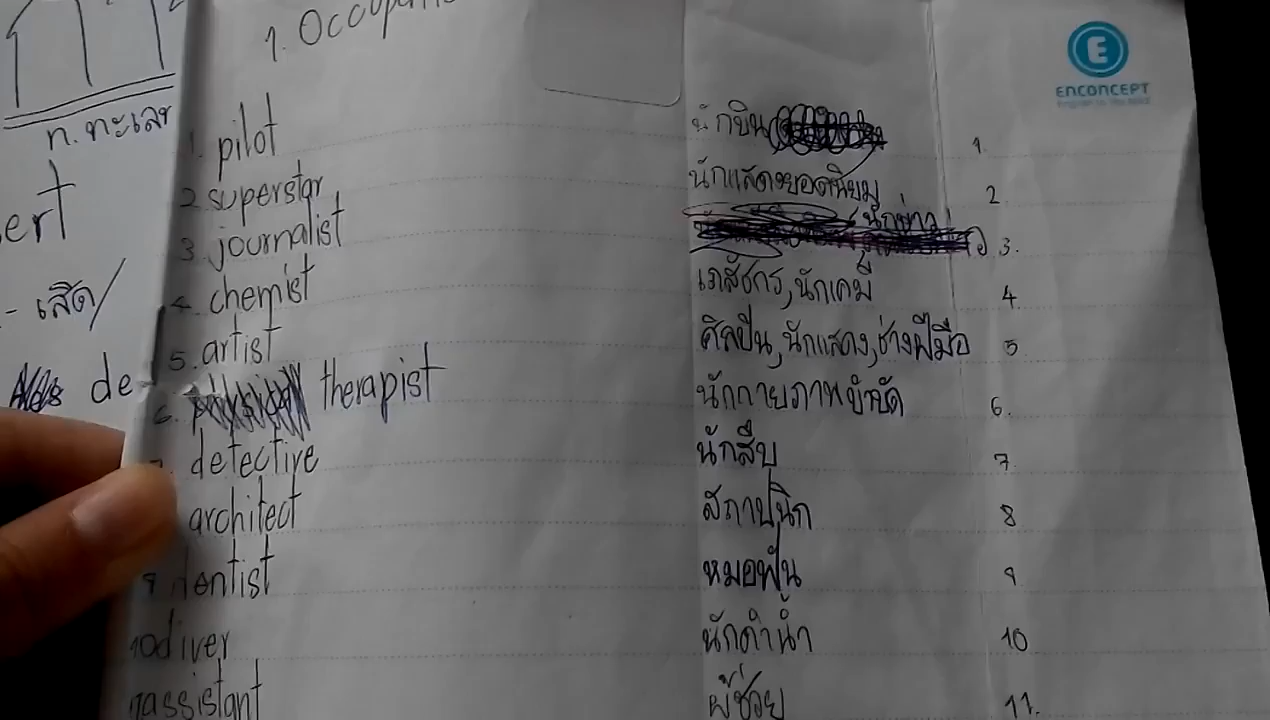 1. Occupati
ENCONCEPT
ท.ทะเล
1. pilot นักบิน 1
2 superstar นักแสดงยอดนิยม 2
ert
3. journalist นักข่าว 3.
- เสิด/
4 chemist เภสัชกร, นักเคมี 4
5. artist ศิลปิน, นักแสดง, ช่างฝีมือ 5
de
6. therapist นักกายภาพบำบัด 6.
detective นักสืบ 7
architect สถาปนิก 8
9 dentist หมอฟัน 9
10 diver นักดำน้ำ 10
11 assistant ผู้ช่วย 11.